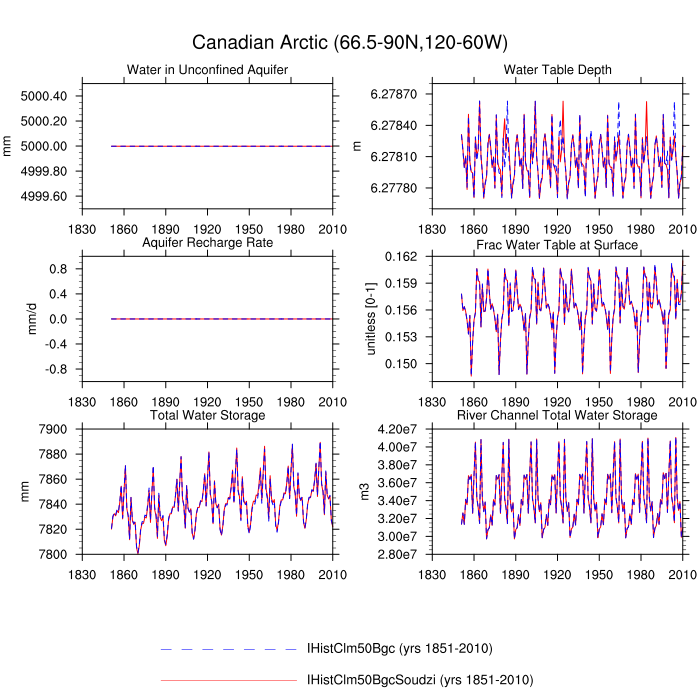 Canadian Arctic (66.5-90N,120-60W)
Water in Unconfined Aquifer
Water Table Depth
mm
5000.40
5000.20
5000.00
4999.80
4999.60
1830 1860 1890 1920 1950 1980 2010
m
6.27870
6.27840
6.27810
6.27780
1830 1860 1890 1920 1950 1980 2010
Aquifer Recharge Rate
Frac Water Table at Surface
mm/d
0.8
0.4
0.0
-0.4
-0.8
1830 1860 1890 1920 1950 1980 2010
unitless [0-1]
0.162
0.159
0.156
0.153
0.150
1830 1860 1890 1920 1950 1980 2010
Total Water Storage
River Channel Total Water Storage
mm
7900
7880
7860
7840
7820
7800
1830 1860 1890 1920 1950 1980 2010
m3
4.20e7
4.00e7
3.80e7
3.60e7
3.40e7
3.20e7
3.00e7
2.80e7
1830 1860 1890 1920 1950 1980 2010
IHistClm50Bgc (yrs 1851-2010)
IHistClm50BgcSoudzi (yrs 1851-2010)